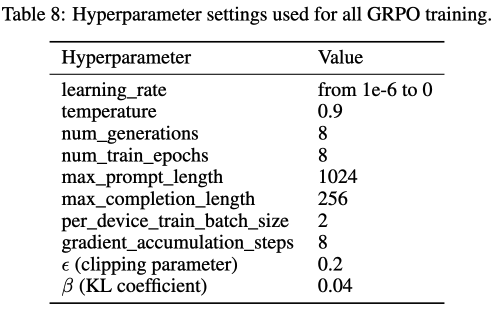 Table 8: Hyperparameter settings used for all GRPO training.
Hyperparameter Value
learning_rate from 1e-6 to 0
temperature 0.9
num_generations 8
num_train_epochs 8
max_prompt_length 1024
max_completion_length 256
per_device_train_batch_size 2
gradient_accumulation_steps 8
ϵ (clipping parameter) 0.2
β (KL coefficient) 0.04